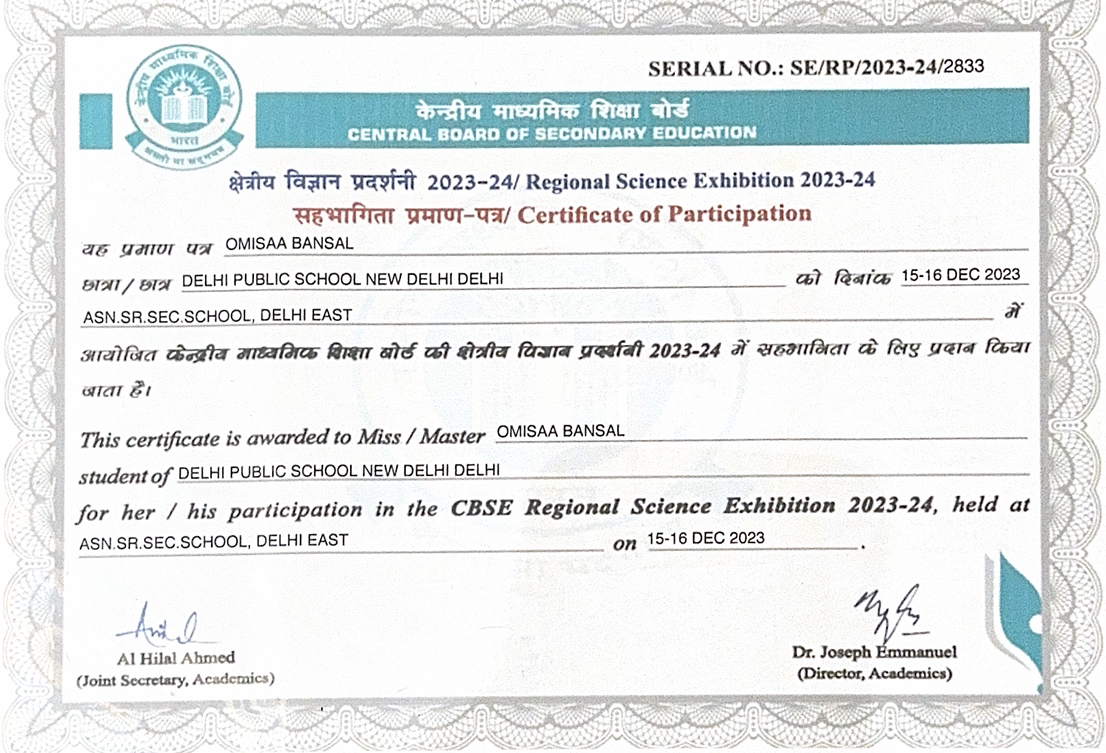 SERIAL NO.: SE/RP/2023-24/2833
केन्द्रीय माध्यमिक शिक्षा बोर्ड
भारत
असतो मा सद्गमय
केन्द्रीय माध्यमिक शिक्षा बोर्ड
CENTRAL BOARD OF SECONDARY EDUCATION
क्षेत्रीय विज्ञान प्रदर्शनी 2023-24/ Regional Science Exhibition 2023-24
सहभागिता प्रमाण-पत्र/ Certificate of Participation
यह प्रमाण पत्र OMISAA BANSAL
छात्रा / छात्र DELHI PUBLIC SCHOOL NEW DELHI DELHI को दिनांक 15-16 DEC 2023
ASN.SR.SEC.SCHOOL, DELHI EAST में
आयोजित केन्द्रीय माध्यमिक शिक्षा बोर्ड की क्षेत्रीय विज्ञान प्रदर्शनी 2023-24 में सहभागिता के लिए प्रदान किया
जाता है।
This certificate is awarded to Miss / Master OMISAA BANSAL
student of DELHI PUBLIC SCHOOL NEW DELHI DELHI
for her / his participation in the CBSE Regional Science Exhibition 2023-24, held at
ASN.SR.SEC.SCHOOL, DELHI EAST on 15-16 DEC 2023.
Al Hilal Ahmed
(Joint Secretary, Academics)
Dr. Joseph Emmanuel
(Director, Academics)